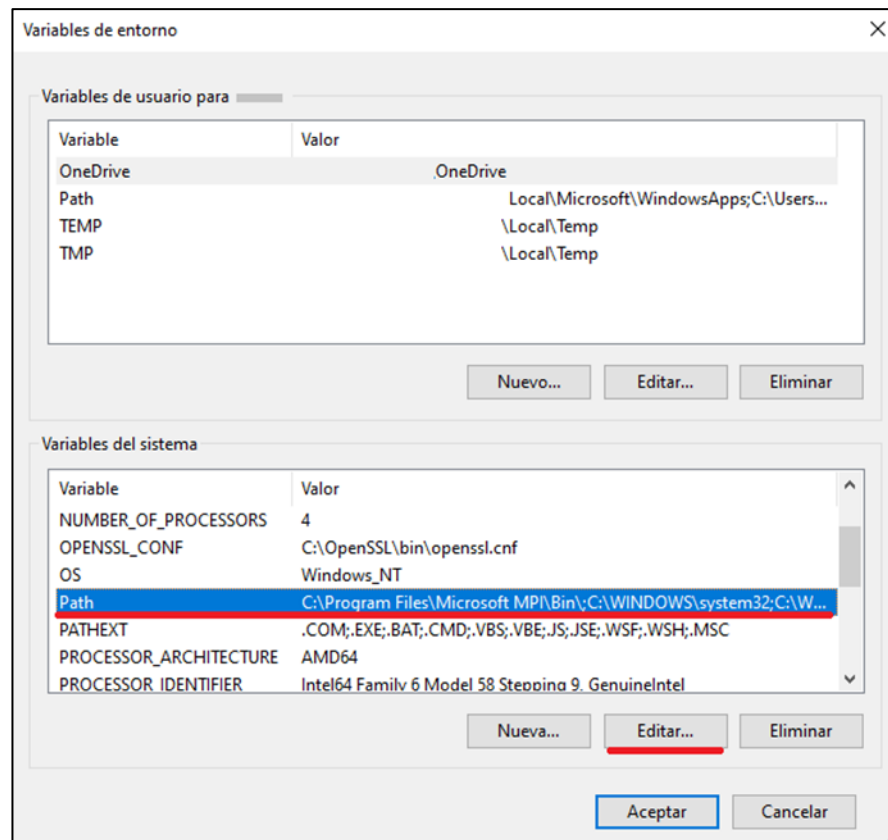 Variables de entorno
Variables de usuario para
Variable Valor
OneDrive OneDrive
Path Local\Microsoft\WindowsApps;C:\Users...
TEMP \Local\Temp
TMP \Local\Temp
Nuevo... Editar... Eliminar
Variables del sistema
Variable Valor
NUMBER_OF_PROCESSORS 4
OPENSSL_CONF C:\OpenSSL\bin\openssl.cnf
OS Windows_NT
Path C:\Program Files\Microsoft MPI\Bin\;C:\WINDOWS\system32;C:\W...
PATHEXT .COM;.EXE;.BAT;.CMD;.VBS;.VBE;.JS;.JSE;.WSF;.WSH;.MSC
PROCESSOR_ARCHITECTURE AMD64
PROCESSOR_IDENTIFIER Intel64 Family 6 Model 58 Stepping 9, GenuineIntel
Nueva... Editar... Eliminar
Aceptar Cancelar